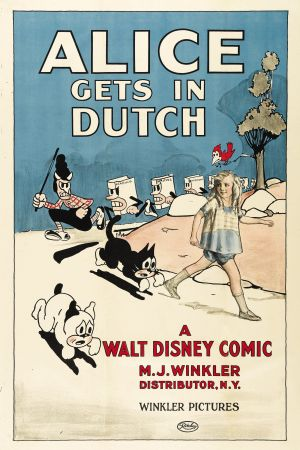 ALICE
GETS IN
DUTCH
A
WALT DISNEY COMIC
M.J. WINKLER
DISTRIBUTOR, N.Y.
WINKLER PICTURES